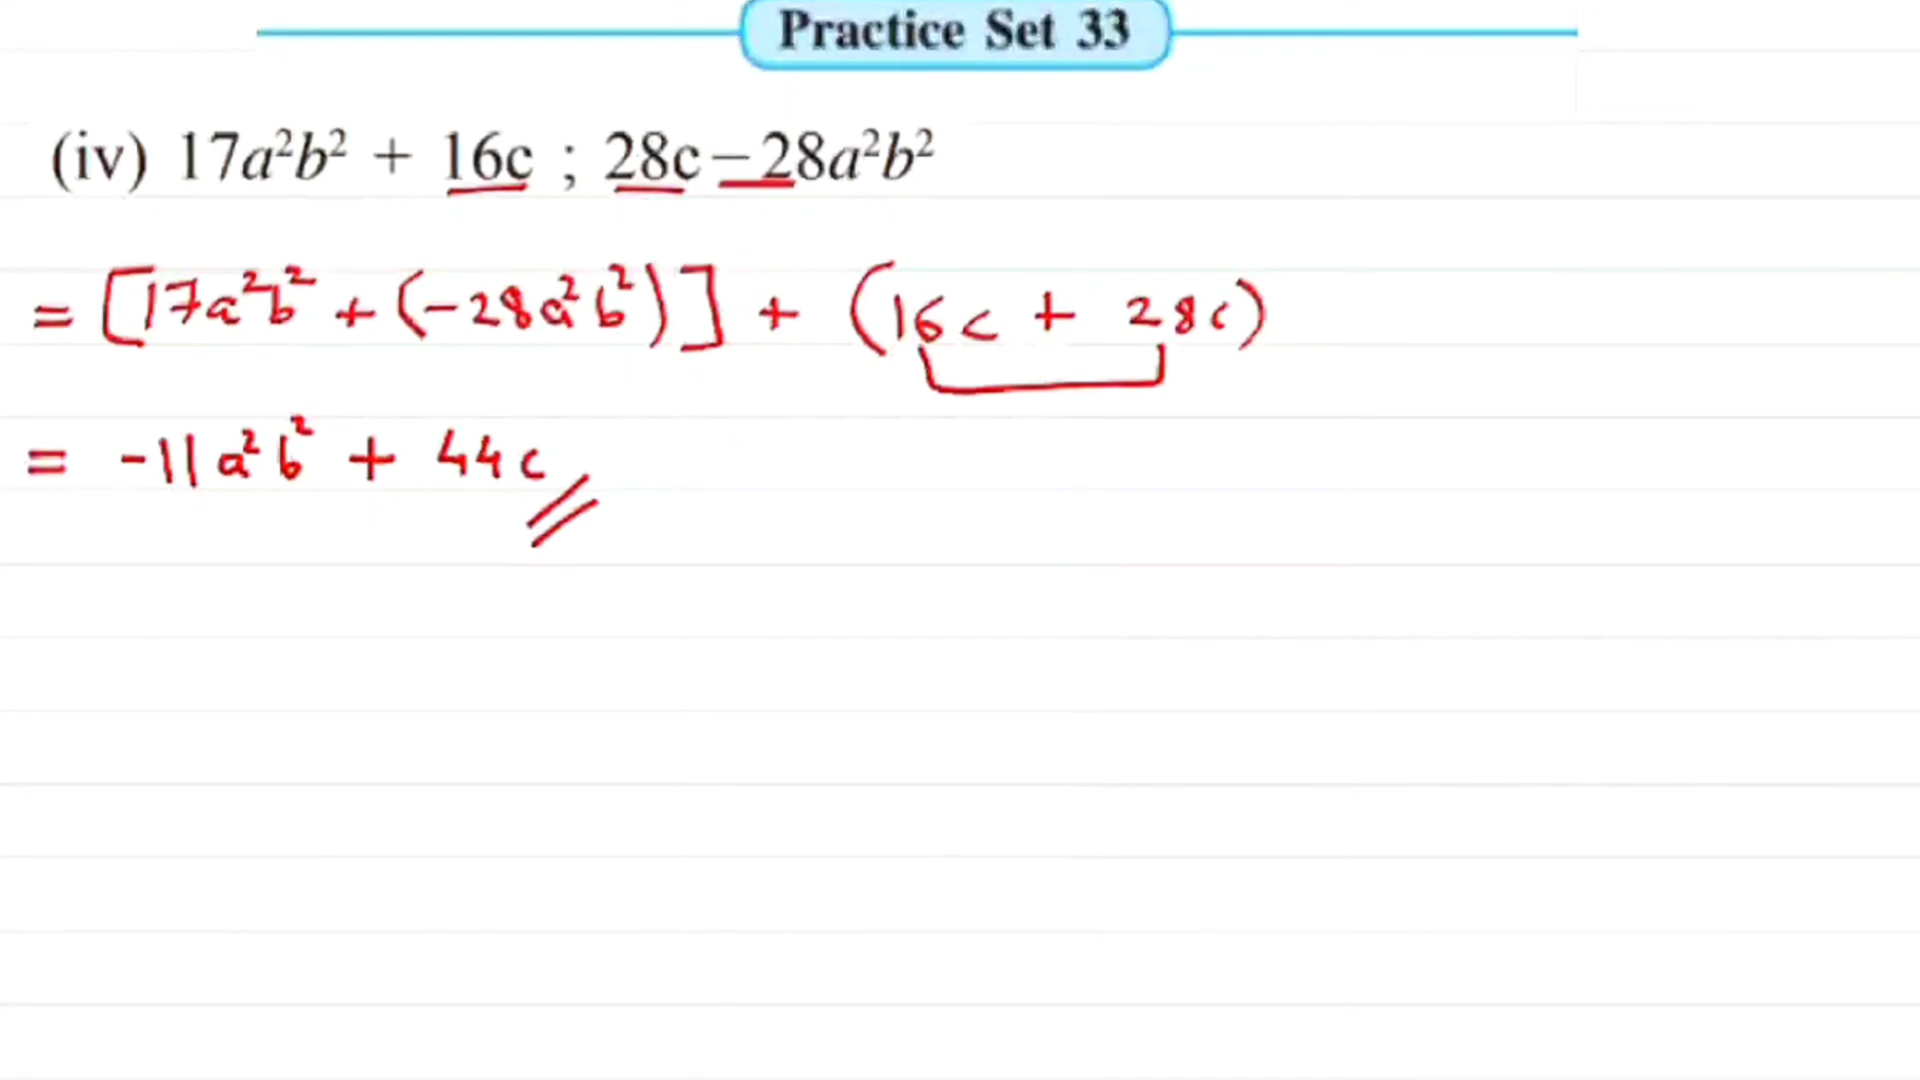 Practice Set 33
(iv) 17a²b² + 16c ; 28c – 28a²b²
= [17a²b² + (-28a²b²)] + (16c + 28c)
= -11a²b² + 44c